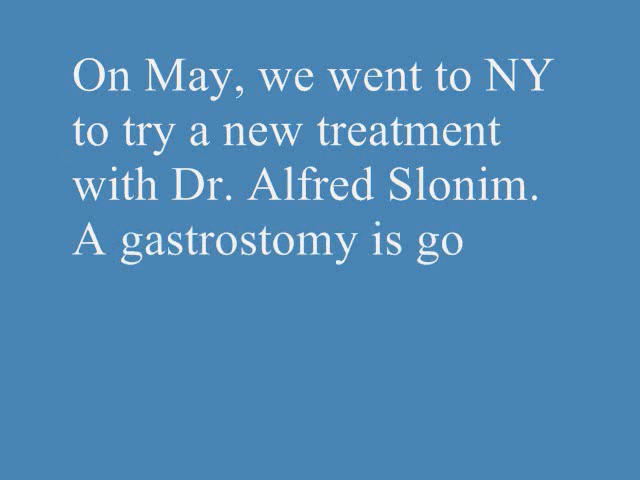 On May, we went to NY
to try a new treatment
with Dr. Alfred Slonim.
A gastrostomy is go